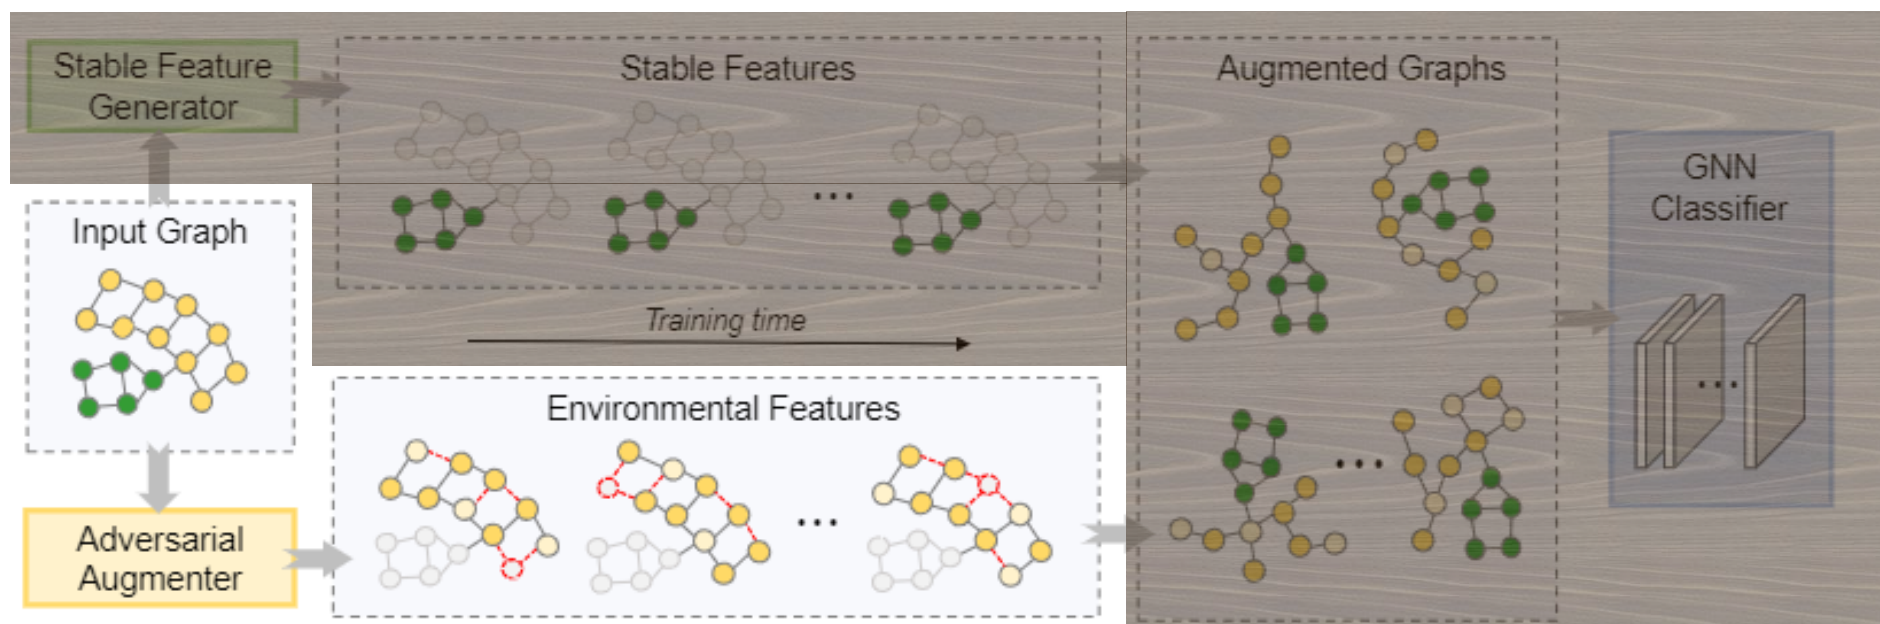 Stable Feature
Generator
Stable Features
Augmented Graphs
GNN
Classifier
Input Graph
Training time
Environmental Features
Adversarial
Augmenter